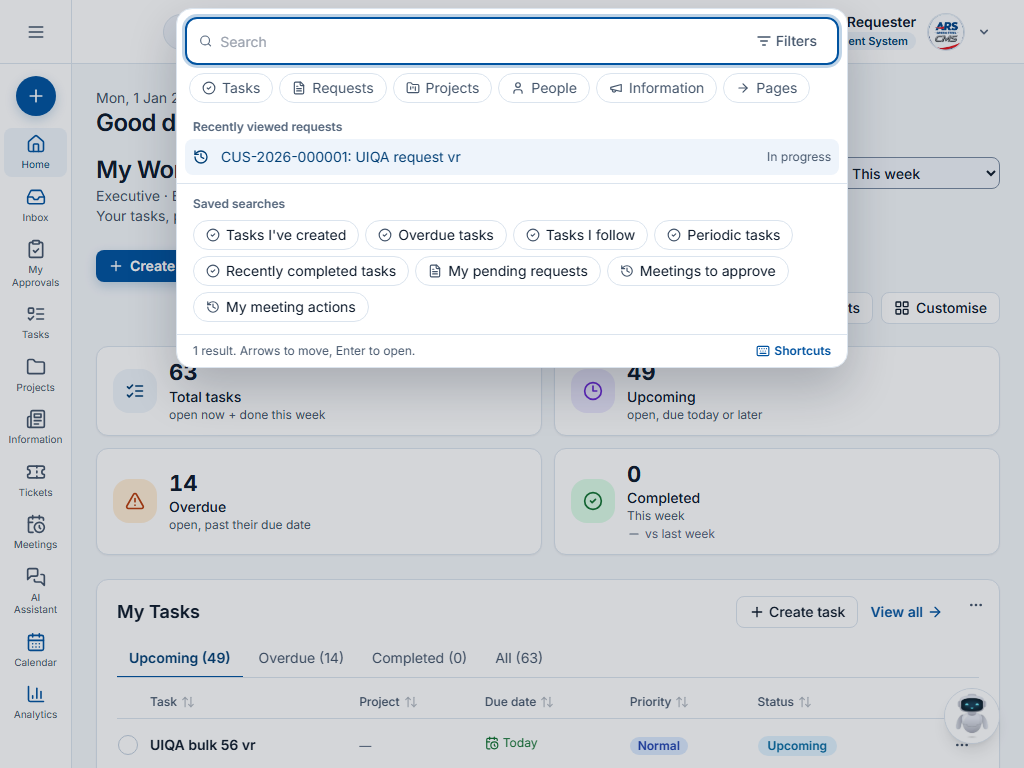 Search
Filters
Requester
ent System
ARS
CMS
Tasks
Requests
Projects
People
Information
Pages
Mon, 1 Jan 2
Good d
Recently viewed requests
CUS-2026-000001: UIQA request vr
In progress
My Wor
This week
Executive · E
Your tasks, p
Saved searches
Tasks I've created
Overdue tasks
Tasks I follow
Periodic tasks
Recently completed tasks
My pending requests
Meetings to approve
My meeting actions
Create
ts
Customise
1 result. Arrows to move, Enter to open.
Shortcuts
Home
Inbox
My
Approvals
Tasks
Projects
Information
Tickets
Meetings
AI
Assistant
Calendar
Analytics
63
Total tasks
open now + done this week
49
Upcoming
open, due today or later
14
Overdue
open, past their due date
0
Completed
This week
— vs last week
My Tasks
Create task
View all
Upcoming (49)
Overdue (14)
Completed (0)
All (63)
Task
Project
Due date
Priority
Status
UIQA bulk 56 vr
—
Today
Normal
Upcoming